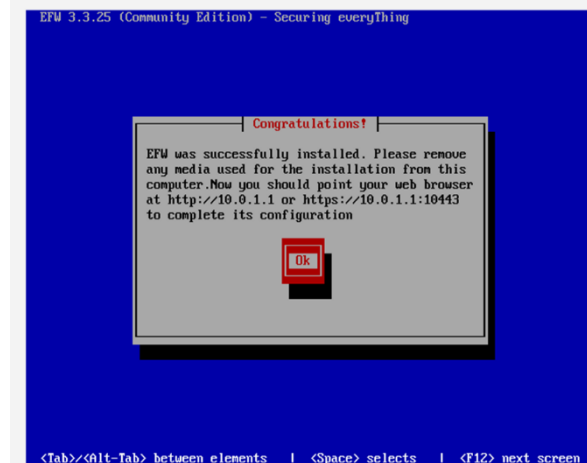 EFW 3.3.25 (Community Edition) - Securing everyThing
Congratulations!
EFW was successfully installed. Please remove
any media used for the installation from this
computer.Now you should point your web browser
at http://10.0.1.1 or https://10.0.1.1:10443
to complete its configuration
Ok
<Tab>/<Alt-Tab> between elements | <Space> selects | <F12> next screen